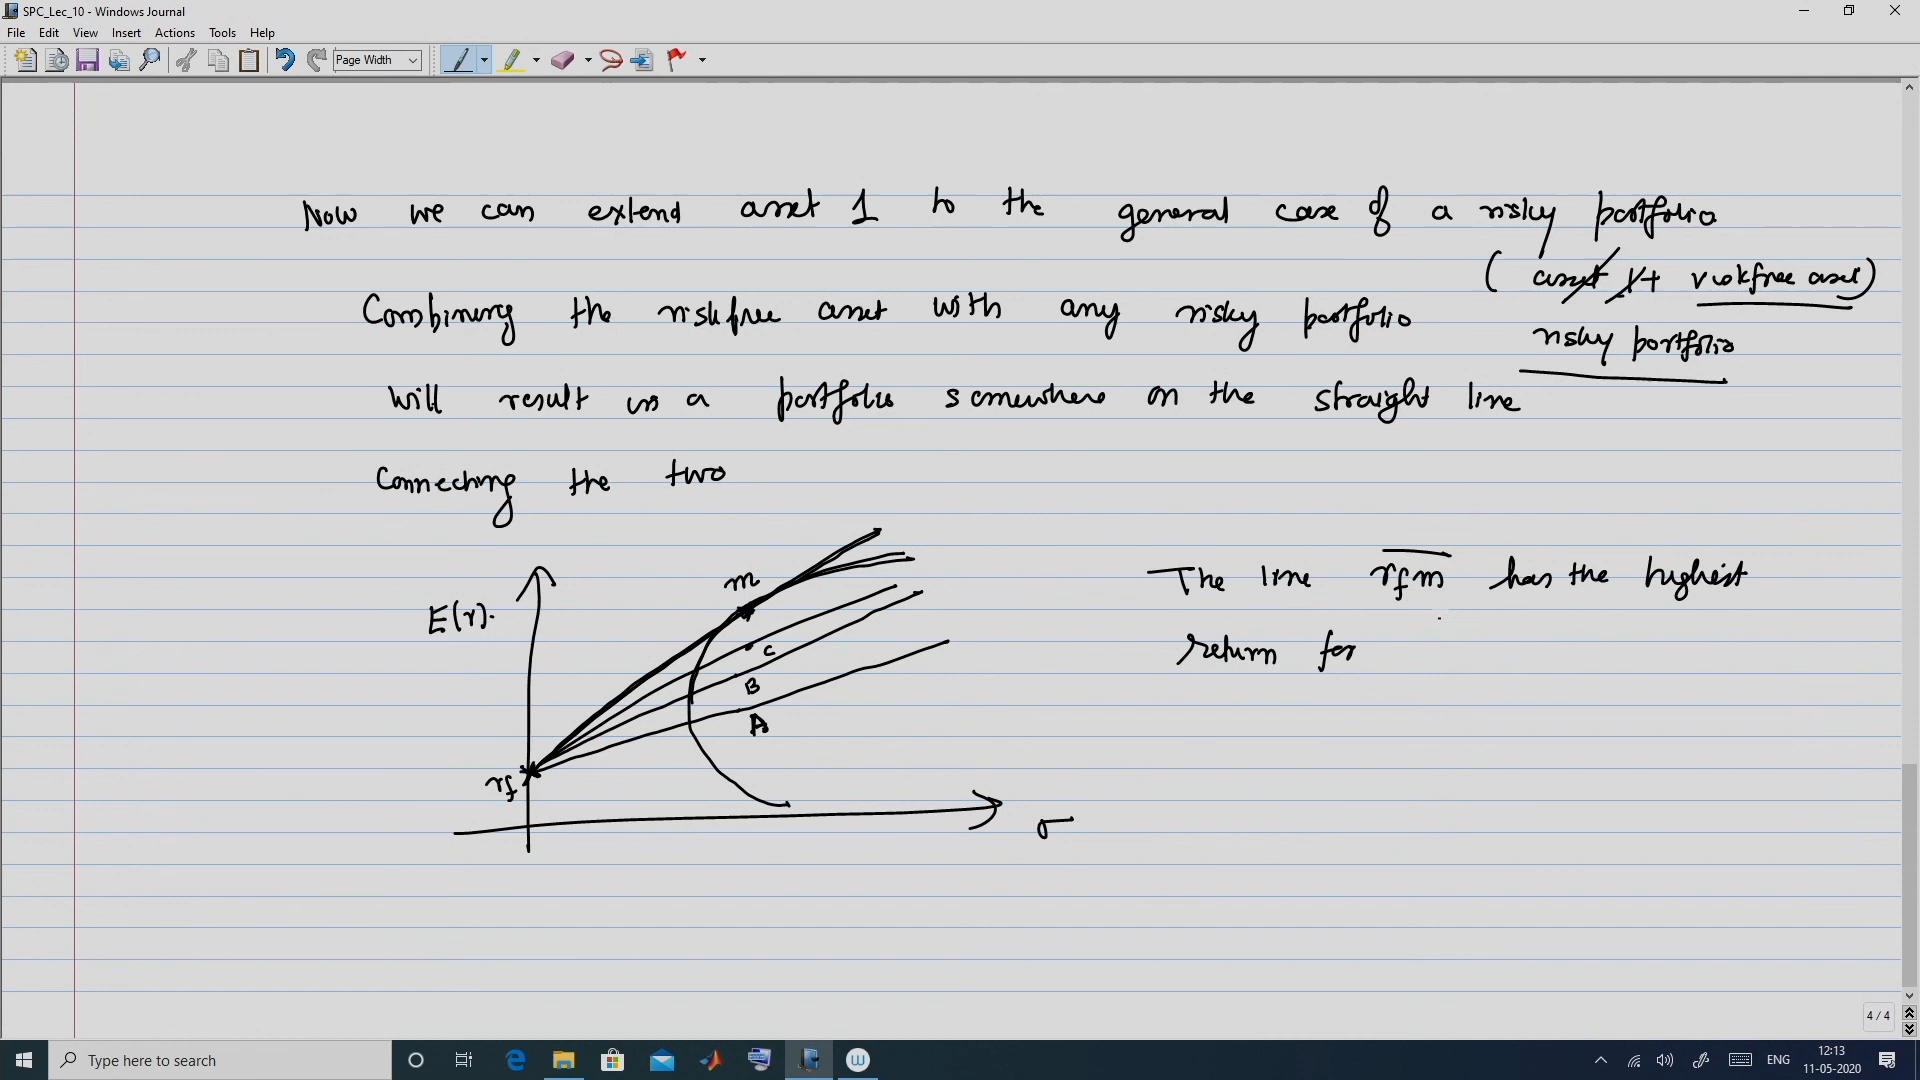 SPC_Lec_10 - Windows Journal
File Edit View Insert Actions Tools Help
Page Width
Now we can extend asset 1 to the general case of a risky portfolio
( asset 1 + riskfree asset )
Combining the riskfree asset with any risky portfolio
risky portfolio
will result in a portfolio somewhere on the straight line
Connecting the two
E(r).
m
C
B
A
rf
σ
The line rfm has the highest
return for
4 / 4
Type here to search
ENG
12:13
11-05-2020